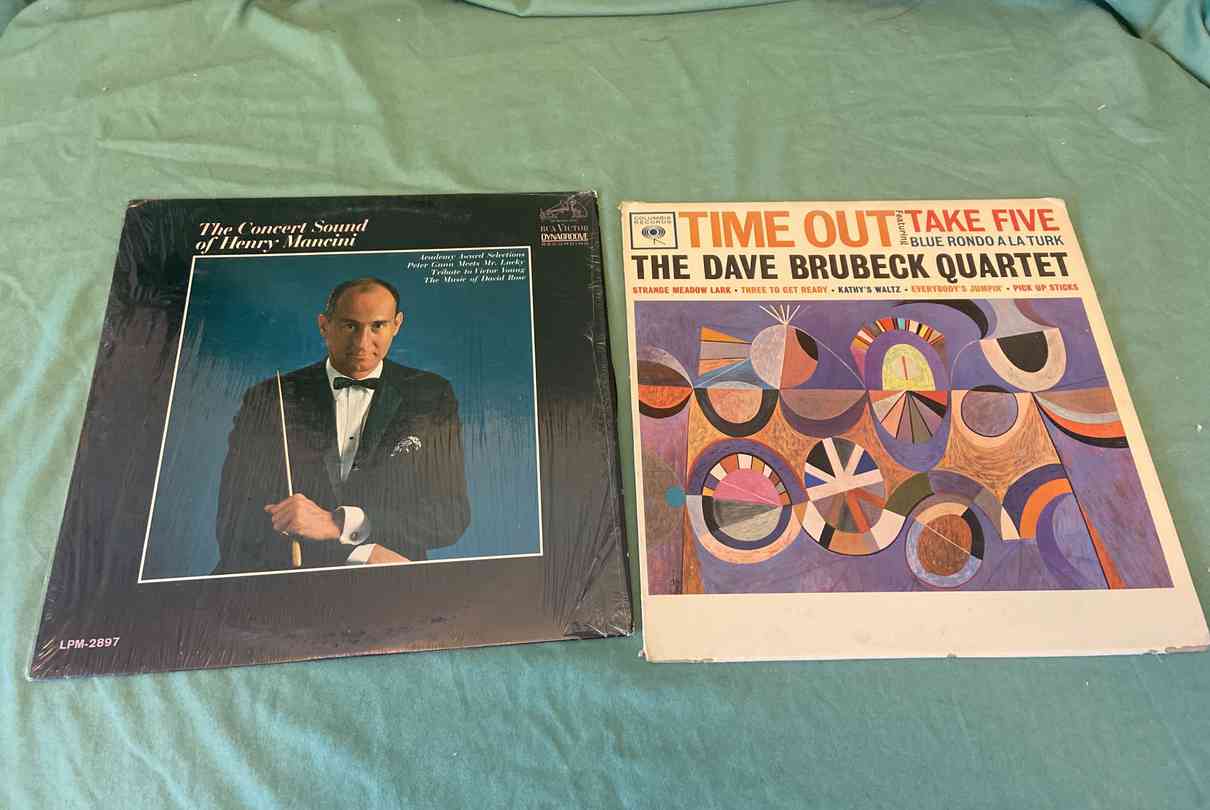 The Concert Sound
of Henry Mancini
RCA VICTOR
DYNAGROOVE
RECORDING
Academy Award Selections
Peter Gunn Meets Mr. Lucky
Tribute to Victor Young
The Music of David Rose
LPM-2897
COLUMBIA
RECORDS
TIME OUT Featuring TAKE FIVE
BLUE RONDO A LA TURK
THE DAVE BRUBECK QUARTET
STRANGE MEADOW LARK • THREE TO GET READY • KATHY'S WALTZ • EVERYBODY'S JUMPIN' • PICK UP STICKS